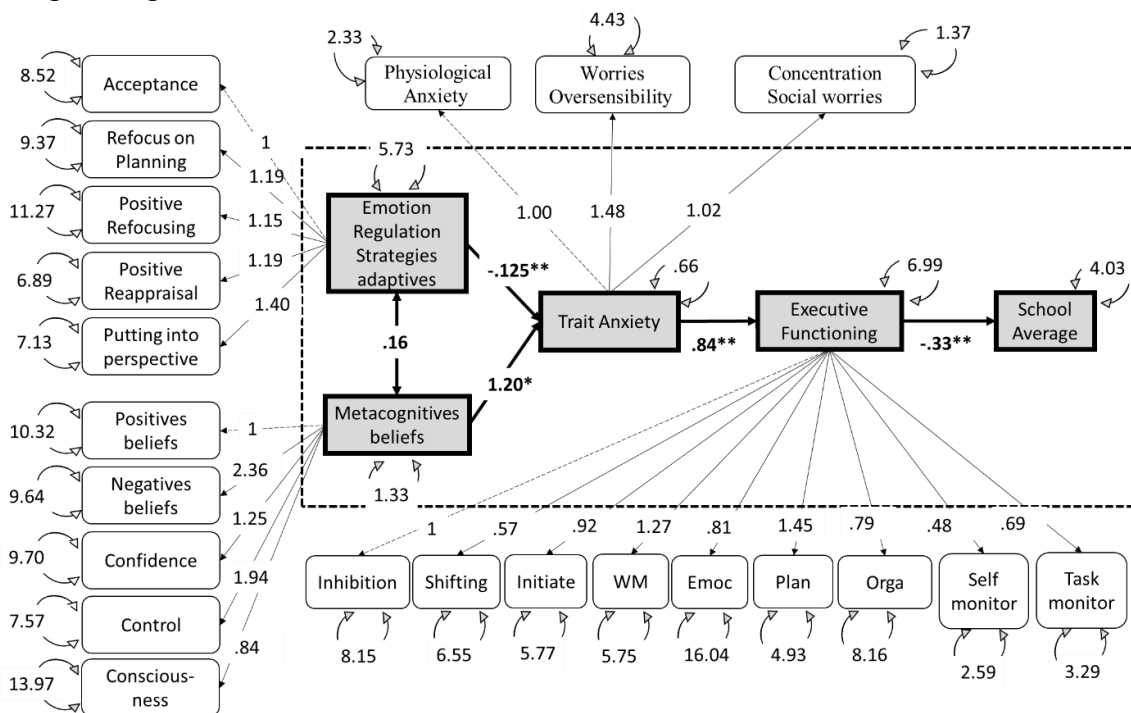 2.33
4.43
1.37
8.52
Acceptance
Physiological
Anxiety
Worries
Oversensibility
Concentration
Social worries
9.37
Refocus on
Planning
1
5.73
1.19
11.27
Positive
Refocusing
1.15
Emotion
Regulation
Strategies
adaptives
1.00
1.48
1.02
6.89
Positive
Reappraisal
1.19
-.125**
.66
6.99
4.03
1.40
7.13
Putting into
perspective
Trait Anxiety
Executive
Functioning
School
Average
.16
.84**
-.33**
1.20*
10.32
Positives
beliefs
1
Metacognitives
beliefs
2.36
9.64
Negatives
beliefs
1.33
1.25
1
.57
.92
1.27
.81
1.45
.79
.48
.69
9.70
Confidence
1.94
Inhibition
Shifting
Initiate
WM
Emoc
Plan
Orga
Self
monitor
Task
monitor
7.57
Control
.84
8.15
6.55
5.77
5.75
16.04
4.93
8.16
2.59
3.29
13.97
Conscious-
ness